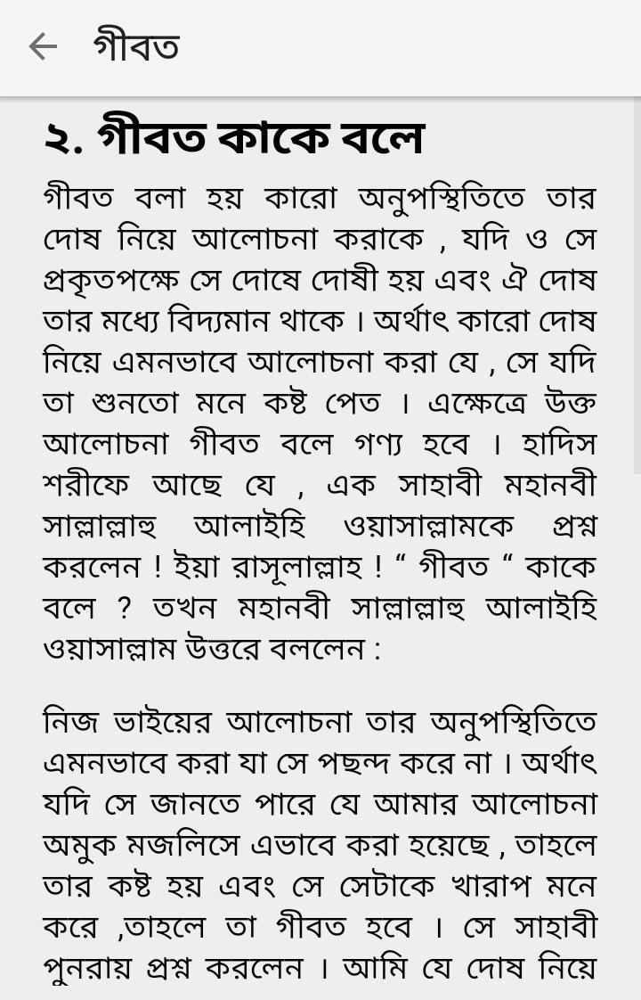 গীবত
২. গীবত কাকে বলে
গীবত বলা হয় কারো অনুপস্থিতিতে তার
দোষ নিয়ে আলোচনা করাকে , যদি ও সে
প্রকৃতপক্ষে সে দোষে দোষী হয় এবং ঐ দোষ
তার মধ্যে বিদ্যমান থাকে । অর্থাৎ কারো দোষ
নিয়ে এমনভাবে আলোচনা করা যে , সে যদি
তা শুনতো মনে কষ্ট পেত । এক্ষেত্রে উক্ত
আলোচনা গীবত বলে গণ্য হবে । হাদিস
শরীফে আছে যে , এক সাহাবী মহানবী
সাল্লাল্লাহু আলাইহি ওয়াসাল্লামকে প্রশ্ন
করলেন ! ইয়া রাসূলাল্লাহ ! “ গীবত “ কাকে
বলে ? তখন মহানবী সাল্লাল্লাহু আলাইহি
ওয়াসাল্লাম উত্তরে বললেন :
নিজ ভাইয়ের আলোচনা তার অনুপস্থিতিতে
এমনভাবে করা যা সে পছন্দ করে না । অর্থাৎ
যদি সে জানতে পারে যে আমার আলোচনা
অমুক মজলিসে এভাবে করা হয়েছে , তাহলে
তার কষ্ট হয় এবং সে সেটাকে খারাপ মনে
করে ,তাহলে তা গীবত হবে । সে সাহাবী
পুনরায় প্রশ্ন করলেন । আমি যে দোষ নিয়ে